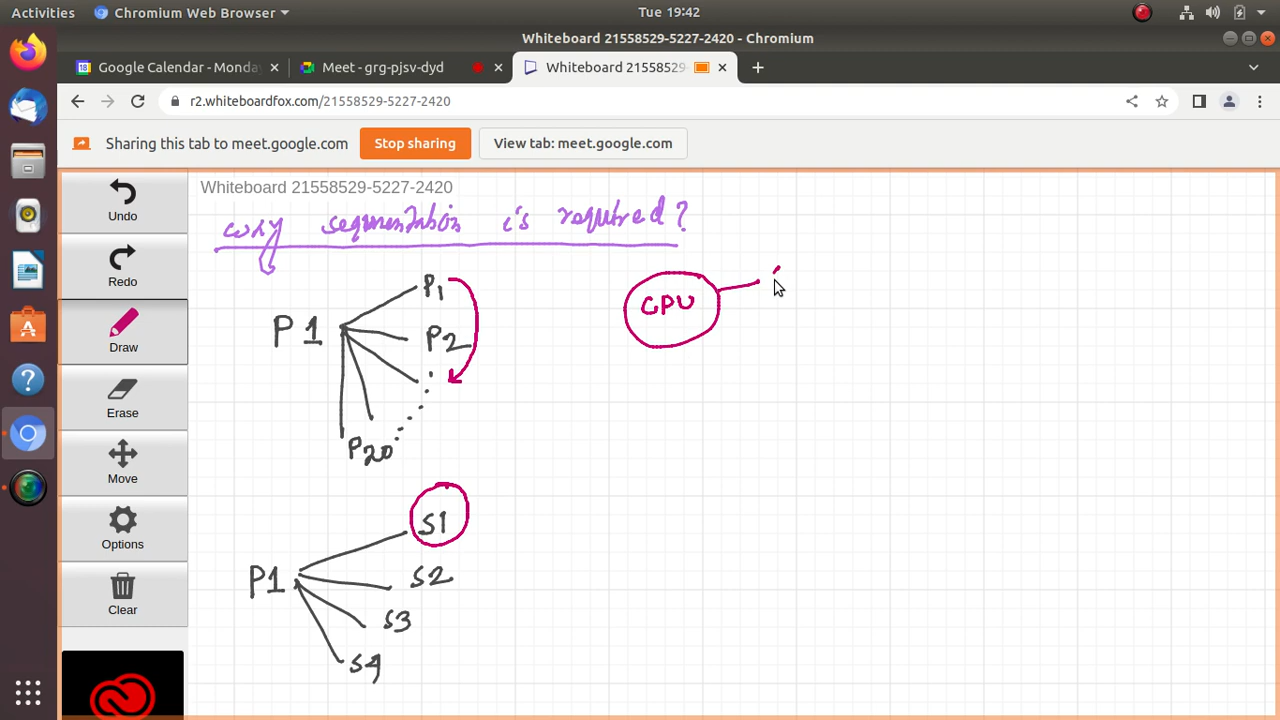 Activities
Chromium Web Browser
Tue 19:42
Whiteboard 21558529-5227-2420 - Chromium
18
Google Calendar - Monday
Meet - grg-pjsv-dyd
Whiteboard 21558529-
r2.whiteboardfox.com/21558529-5227-2420
Sharing this tab to meet.google.com
Stop sharing
View tab: meet.google.com
Whiteboard 21558529-5227-2420
Undo
Redo
Draw
Erase
Move
Options
Clear
why segmentation is required?
P1
P1
P2
P20
CPU
P1
S1
S2
S3
S4